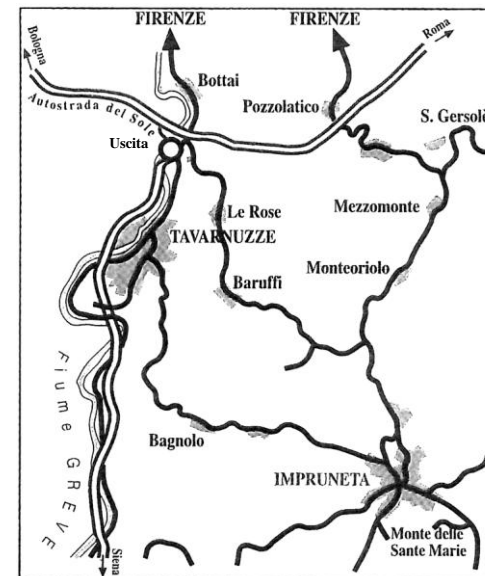 FIRENZE
FIRENZE
Roma
Bologna
Bottai
Pozzolatico
Autostrada del Sole
S. Gersolè
Uscita
Mezzomonte
Le Rose
TAVARNUZZE
Monteoriolo
Baruffi
Fiume GREVE
Bagnolo
IMPRUNETA
Monte delle
Sante Marie
Siena